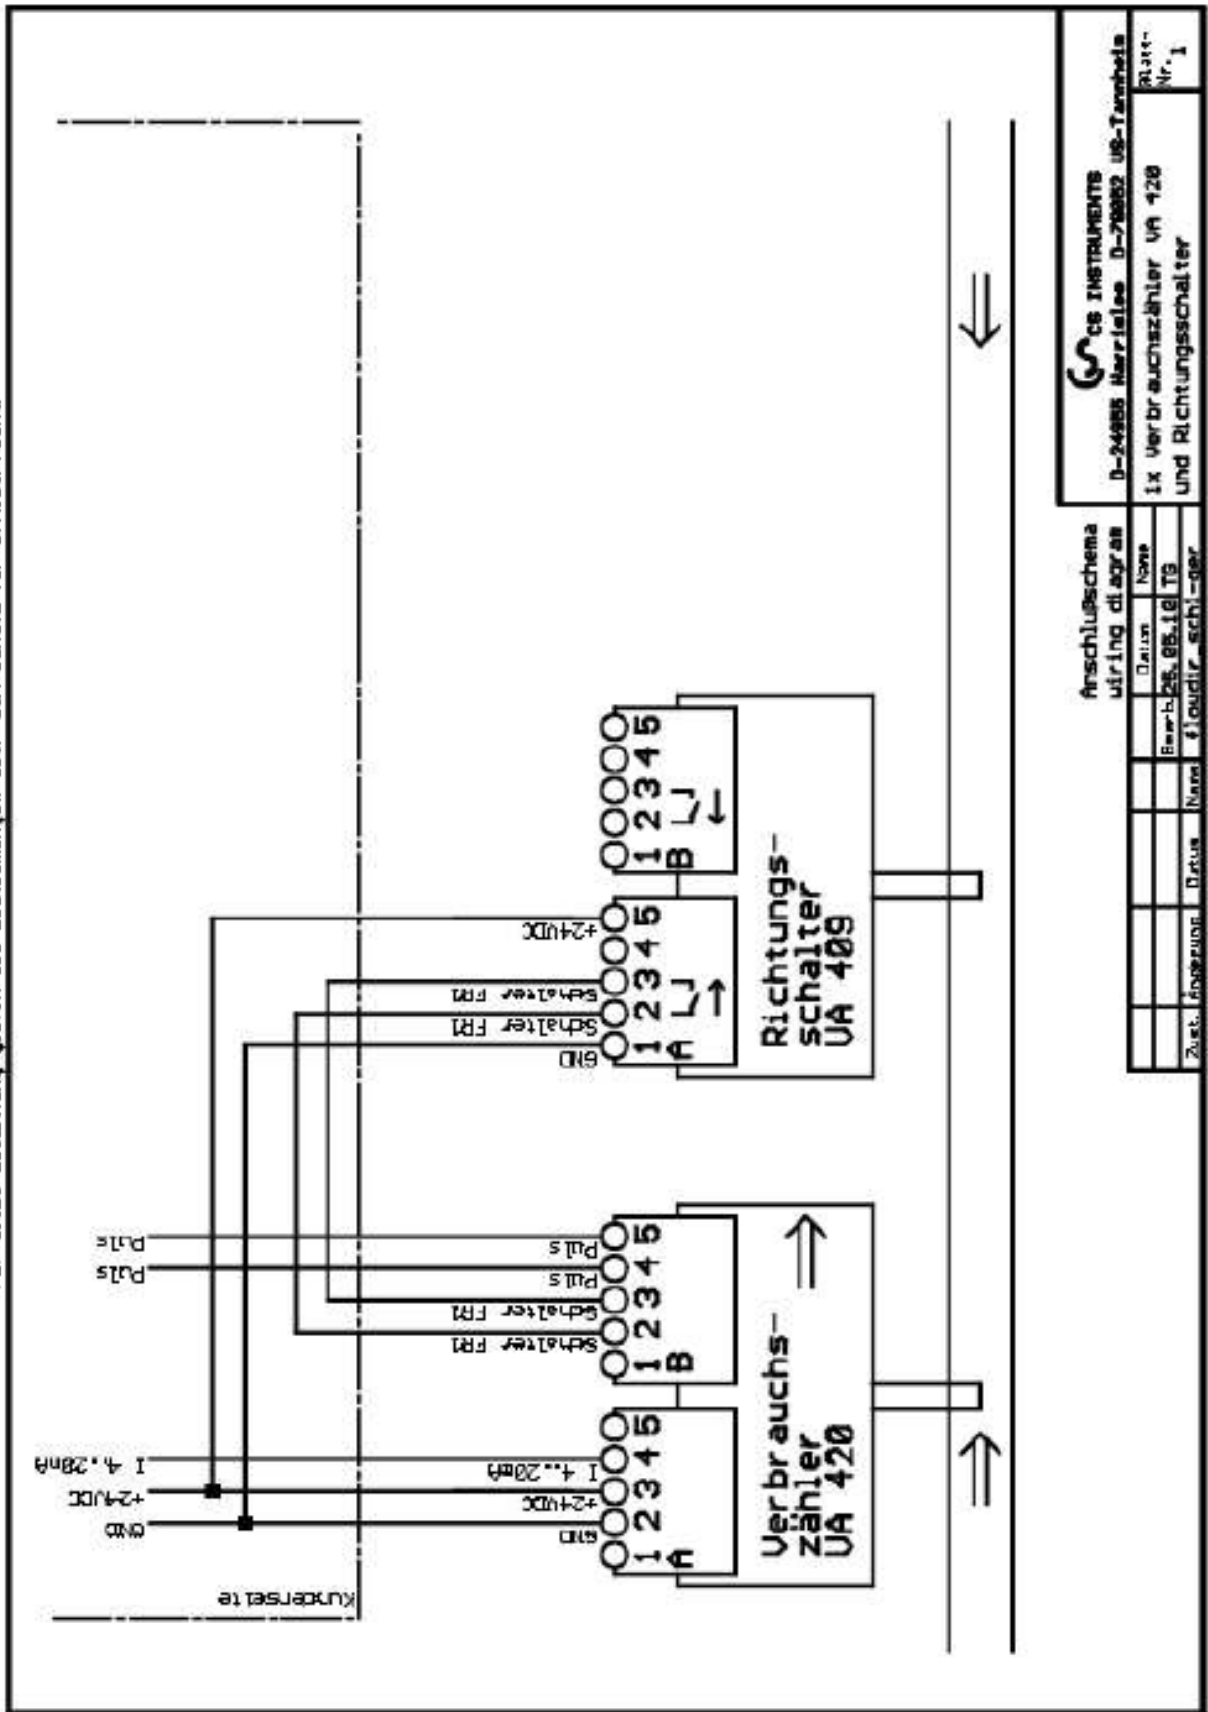 Kundenseite
GND
+24VDC
I 4..20mA
Puls
Puls
GND
+24VDC
I 4..20mA
Schalter FR1
Schalter FR1
Puls
Puls
GND
Schalter FR1
Schalter FR1
+24VDC
1 2 3 4 5
A
1 2 3 4 5
B
1 2 3 4 5
A
1 2 3 4 5
B
Verbrauchs-
zähler
VA 420
Richtungs-
schalter
VA 409
Anschlußschema
wiring diagram
CS INSTRUMENTS
D-24955 Harrislee D-78052 VS-Tannheim
Datum Name
Bearb. 26.05.10 TG
Zust. Änderung Datum Name
1x Verbrauchszähler VA 420
und Richtungsschalter
Blatt-
Nr. 1